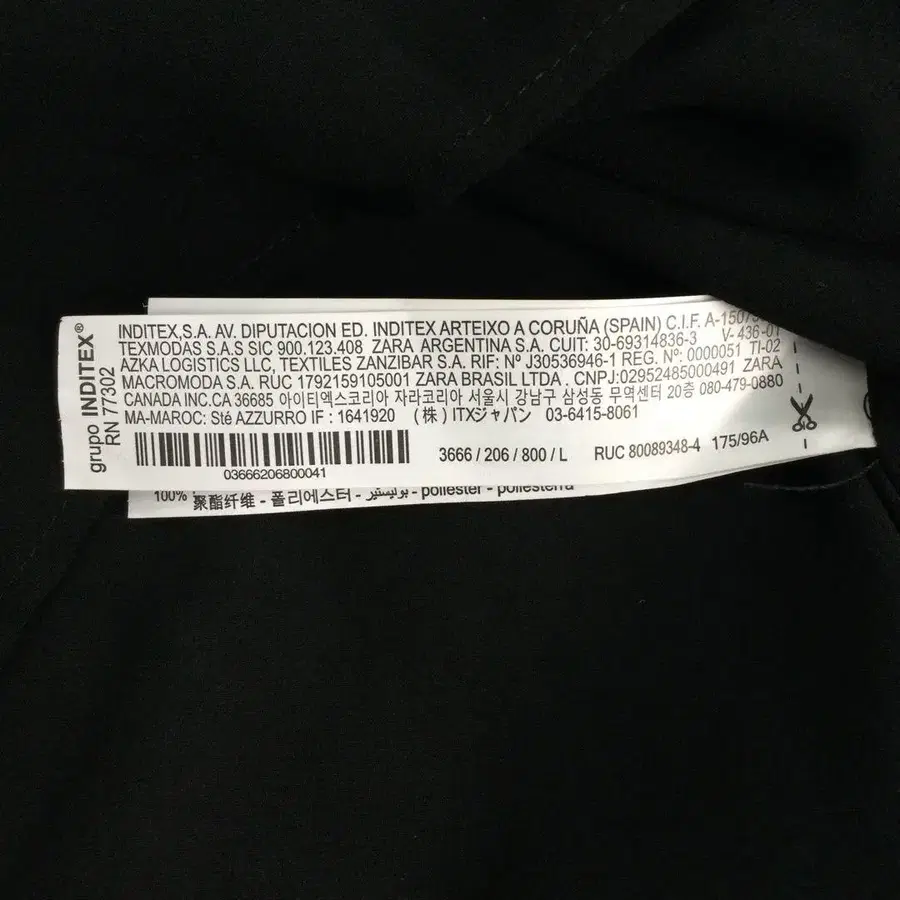 grupo INDITEX®
RN 77302
INDITEX,S.A. AV. DIPUTACION ED. INDITEX ARTEIXO A CORUÑA (SPAIN) C.I.F.
TEXMODAS S.A.S SIC 900.123.408 ZARA ARGENTINA S.A. CUIT: 30-69314836-3 V- 436-01
AZKA LOGISTICS LLC, TEXTILES ZANZIBAR S.A. RIF: Nº J30536946-1 REG. Nº: 0000051 TI-02
MACROMODA S.A. RUC 1792159105001 ZARA BRASIL LTDA . CNPJ:02952485000491 ZARA
CANADA INC.CA 36685 아이티엑스코리아 자라코리아 서울시 강남구 삼성동 무역센터 20층 080-479-0880
MA-MAROC: Sté AZZURRO IF : 1641920 (株) ITXジャパン 03-6415-8061
03666206800041
3666 / 206 / 800 / L RUC 80089348-4 175/96A
100% 聚酯纤维 - 폴리에스터 - بوليستير - poliester - poliesterra